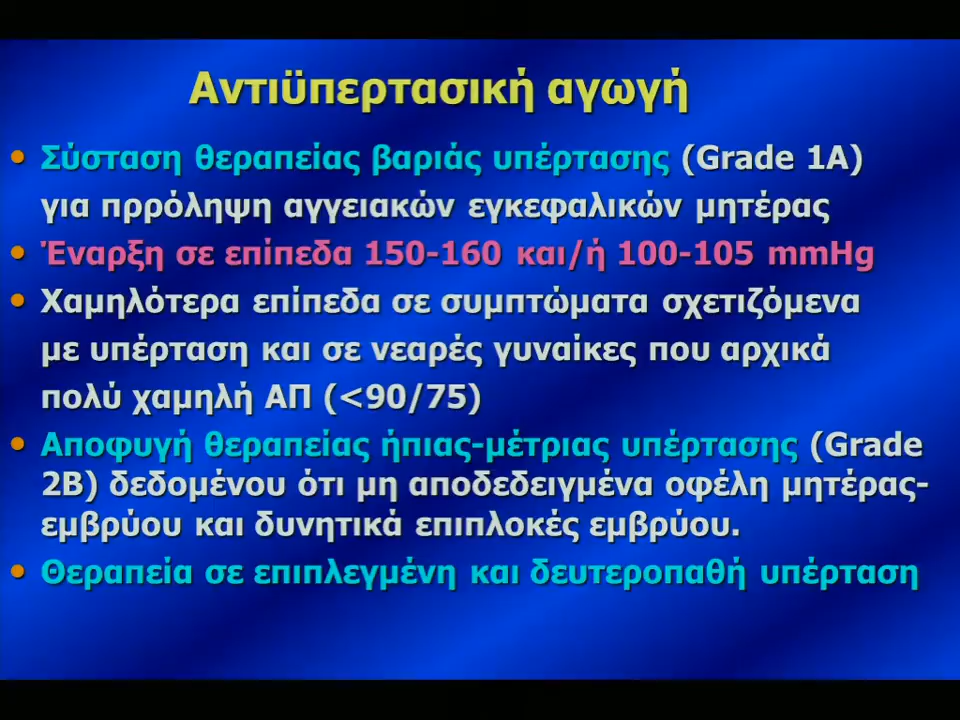 Αντιϋπερτασική αγωγή
• Σύσταση θεραπείας βαριάς υπέρτασης (Grade 1A)
για πρρόληψη αγγειακών εγκεφαλικών μητέρας
• Έναρξη σε επίπεδα 150-160 και/ή 100-105 mmHg
• Χαμηλότερα επίπεδα σε συμπτώματα σχετιζόμενα
με υπέρταση και σε νεαρές γυναίκες που αρχικά
πολύ χαμηλή ΑΠ (<90/75)
• Αποφυγή θεραπείας ήπιας-μέτριας υπέρτασης (Grade
2B) δεδομένου ότι μη αποδεδειγμένα οφέλη μητέρας-
εμβρύου και δυνητικά επιπλοκές εμβρύου.
• Θεραπεία σε επιπλεγμένη και δευτεροπαθή υπέρταση